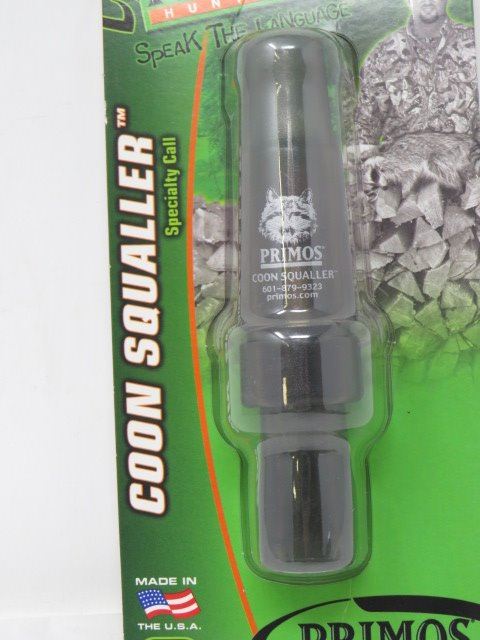 HUNT
SPEAK THE LANGUAGE
COON SQUALLER™
Specialty Call
PRIMOS®
COON SQUALLER™
601-879-9323
primos.com
MADE IN
THE U.S.A.
PRIMOS